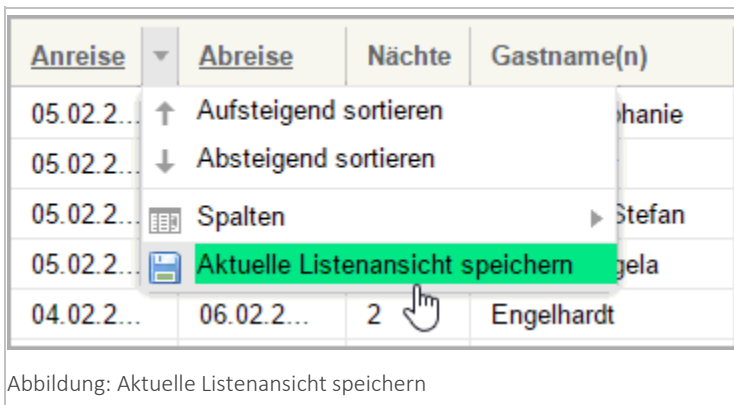 Anreise Abreise Nächte Gastname(n)
05.02.2... Aufsteigend sortieren
05.02.2... Absteigend sortieren
05.02.2... Spalten Stefan
05.02.2... Aktuelle Listenansicht speichern
04.02.2... 06.02.2... 2 Engelhardt
Abbildung: Aktuelle Listenansicht speichern